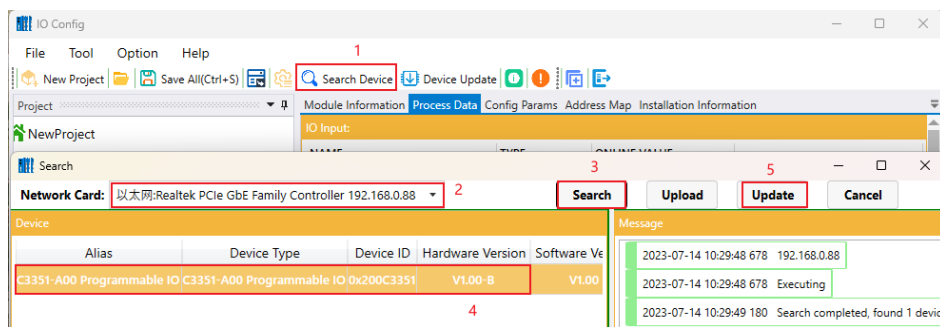 IO Config
File Tool Option Help
1
New Project Save All(Ctrl+S) Search Device Device Update
Project
Module Information Process Data Config Params Address Map Installation Information
NewProject
IO Input:
NAME TYPE ONLINE VALUE
Search
3
5
Network Card: 以太网:Realtek PCIe GbE Family Controller 192.168.0.88 2 Search Upload Update Cancel
Device
Message
Alias Device Type Device ID Hardware Version Software Ve
C3351-A00 Programmable IO C3351-A00 Programmable IO 0x200C3351 V1.00-B V1.00
4
2023-07-14 10:29:48 678 192.168.0.88
2023-07-14 10:29:48 678 Executing
2023-07-14 10:29:49 180 Search completed, found 1 devic